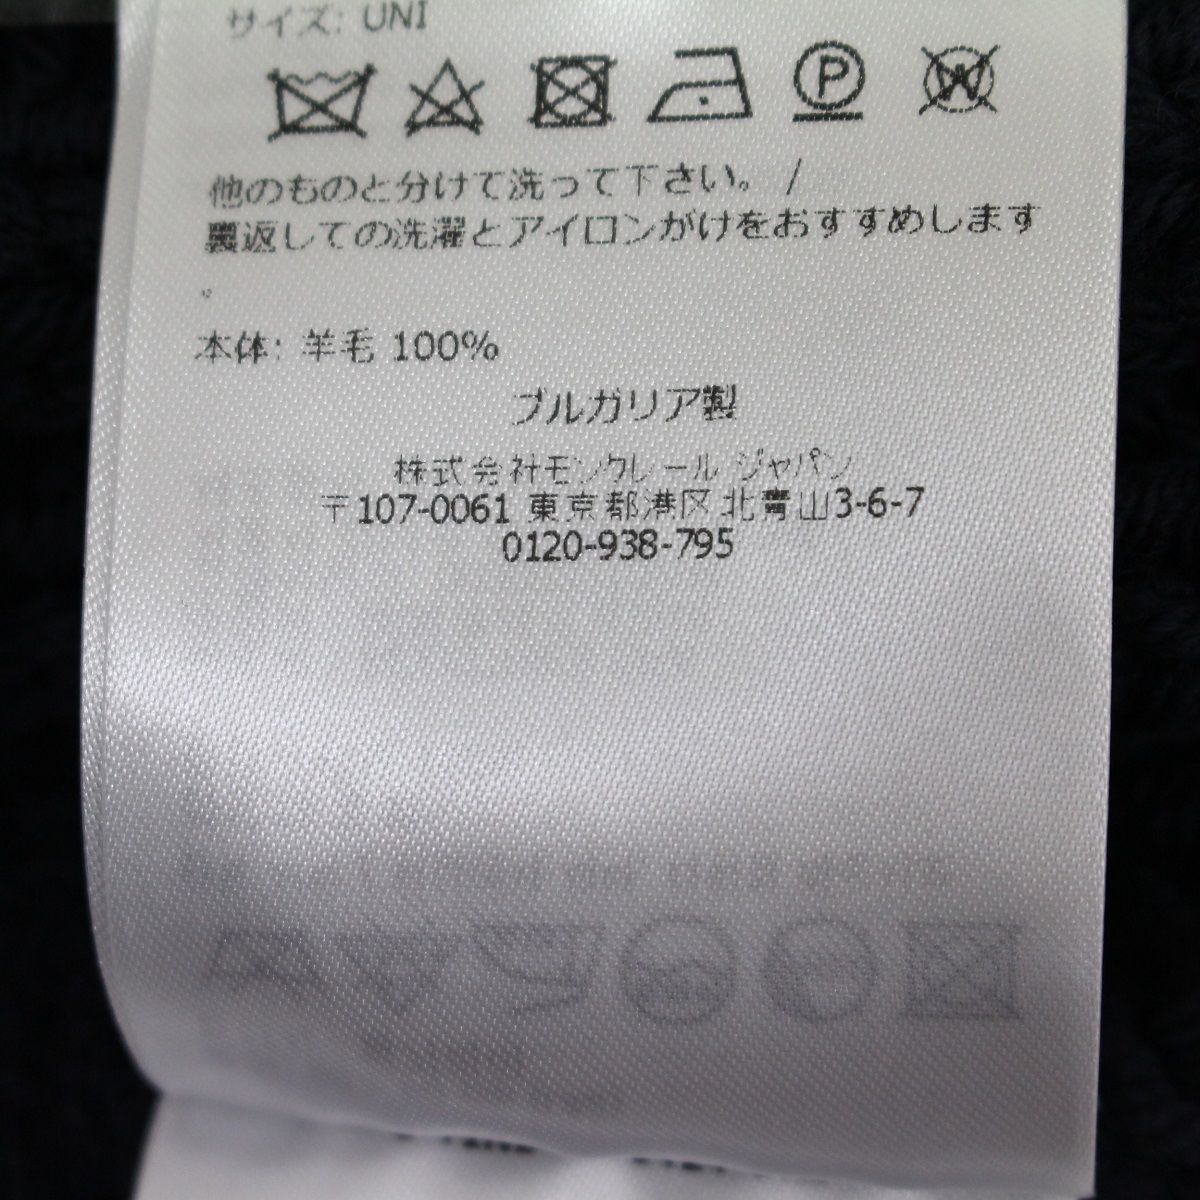 サイズ: UNI
P
W
他のものと分けて洗って下さい。 /
裏返しての洗濯とアイロンがけをおすすめします
。
本体: 羊毛 100%
ブルガリア製
株式会社モンクレール ジャパン
〒107-0061 東京都港区北青山3-6-7
0120-938-795